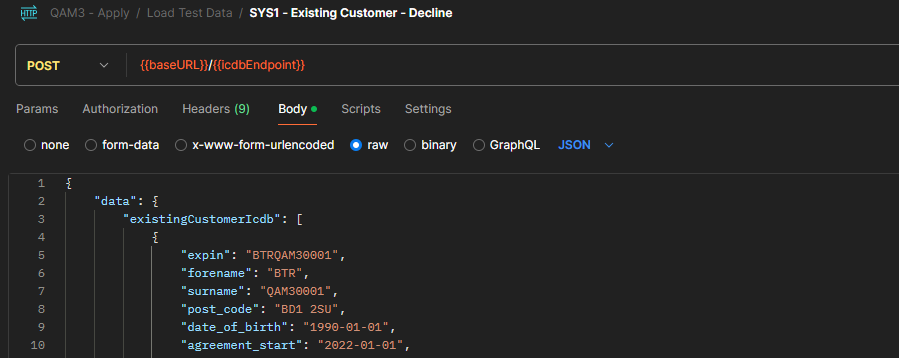 HTTP QAM3 - Apply / Load Test Data / SYS1 - Existing Customer - Decline
POST {{baseURL}}/{{icdbEndpoint}}
Params Authorization Headers (9) Body Scripts Settings
none form-data x-www-form-urlencoded raw binary GraphQL JSON
1 {
2 "data": {
3 "existingCustomerIcdb": [
4 {
5 "expin": "BTRQAM30001",
6 "forename": "BTR",
7 "surname": "QAM30001",
8 "post_code": "BD1 2SU",
9 "date_of_birth": "1990-01-01",
10 "agreement_start": "2022-01-01",